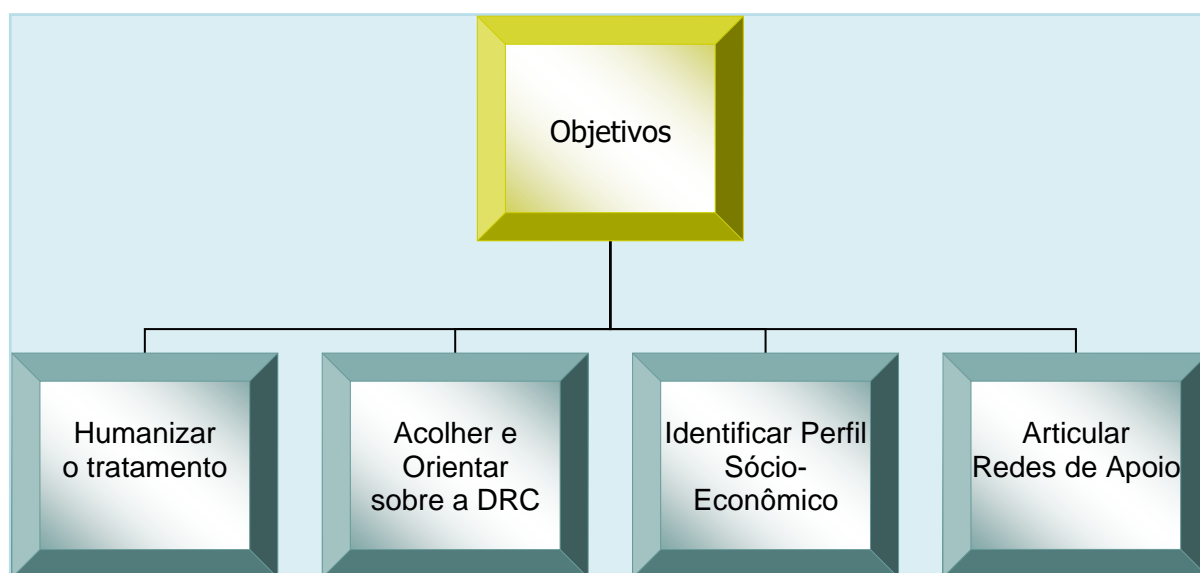 Objetivos
Humanizar
o tratamento
Acolher e
Orientar
sobre a DRC
Identificar Perfil
Sócio-
Econômico
Articular
Redes de Apoio